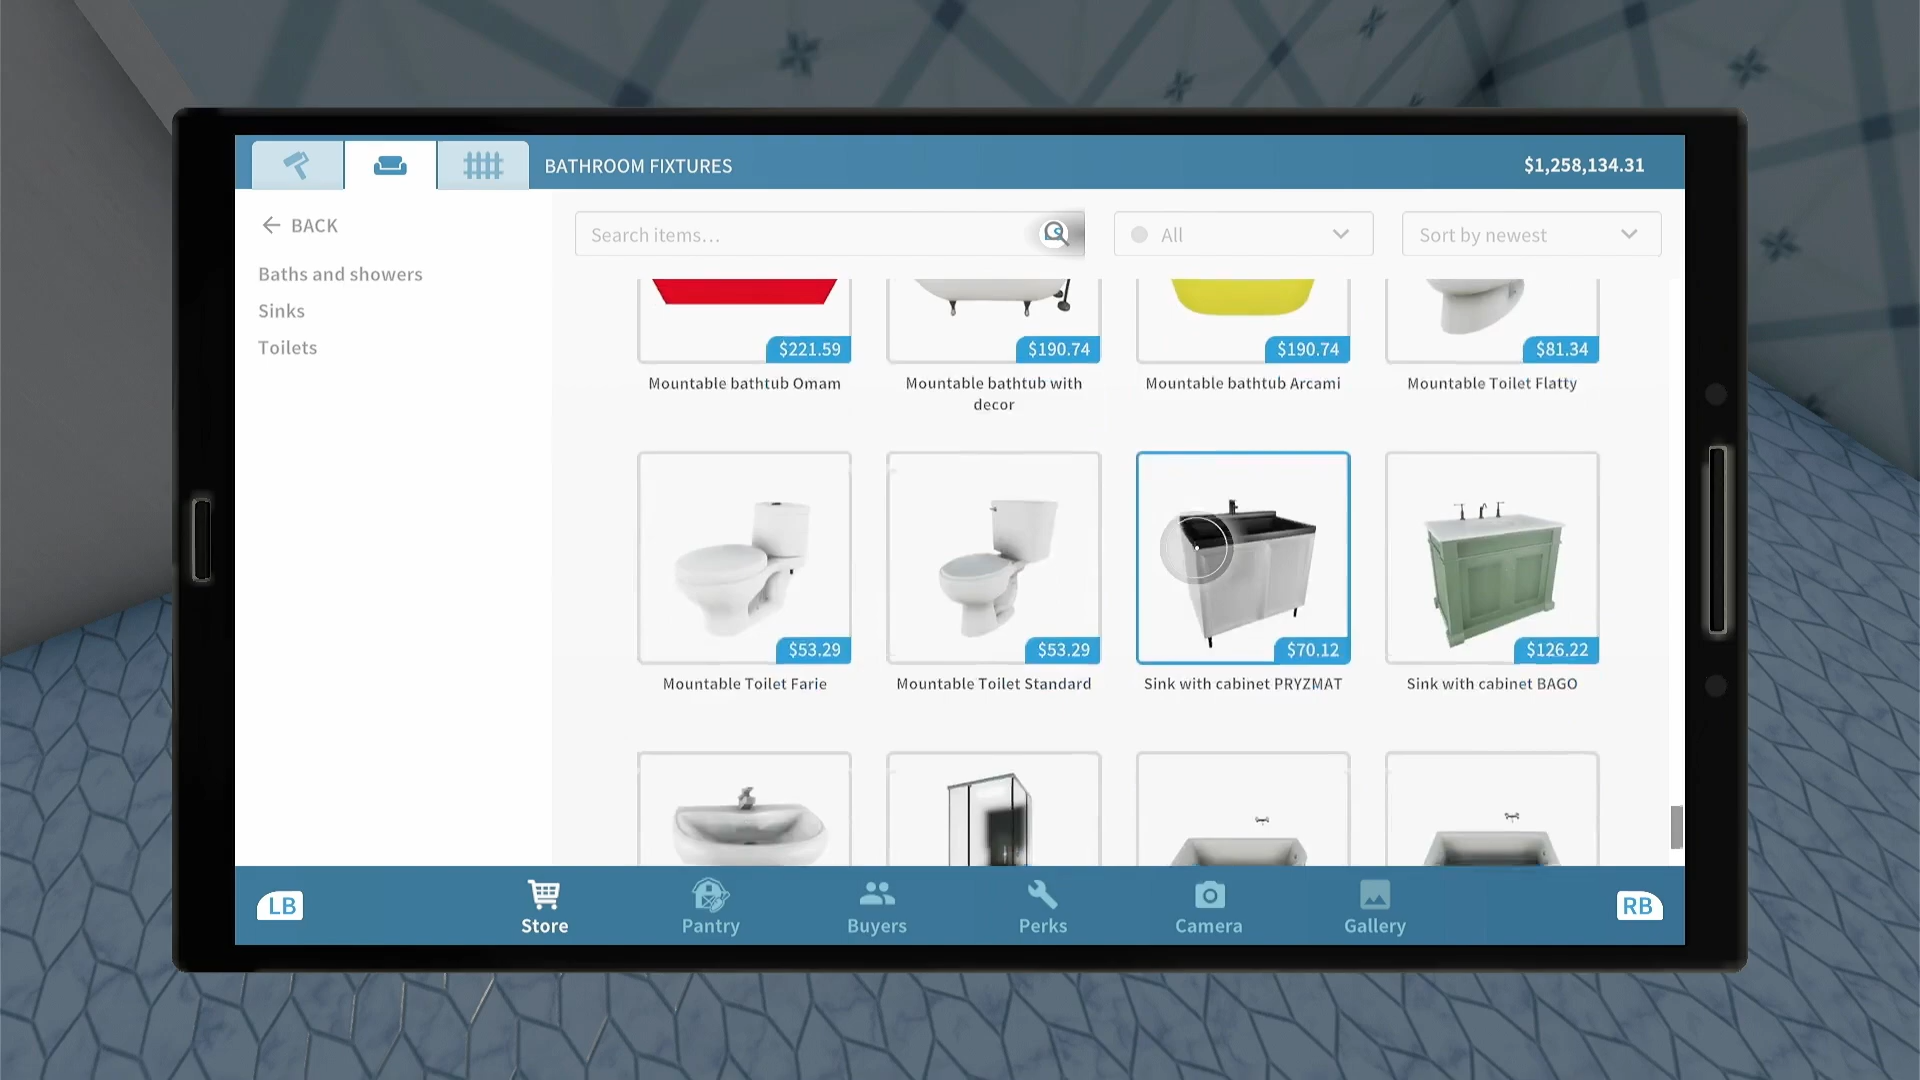 BATHROOM FIXTURES
$1,258,134.31
BACK
Baths and showers
Sinks
Toilets
Search items...
All
Sort by newest
$221.59
$190.74
$190.74
$81.34
Mountable bathtub Omam
Mountable bathtub with
decor
Mountable bathtub Arcami
Mountable Toilet Flatty
$53.29
$53.29
$70.12
$126.22
Mountable Toilet Farie
Mountable Toilet Standard
Sink with cabinet PRYZMAT
Sink with cabinet BAGO
LB
Store
Pantry
Buyers
Perks
Camera
Gallery
RB